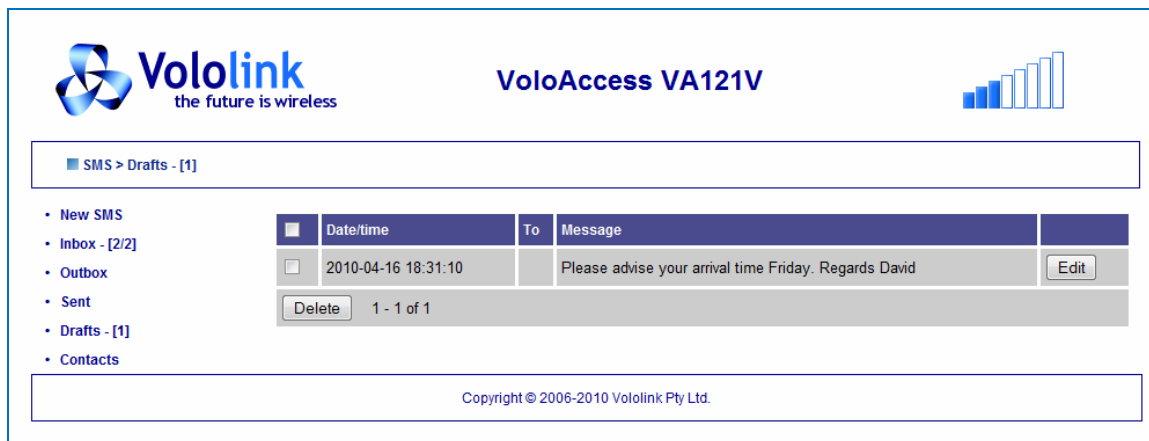 Vololink
the future is wireless
VoloAccess VA121V
SMS > Drafts - [1]
• New SMS
• Inbox - [2/2]
• Outbox
• Sent
• Drafts - [1]
• Contacts
Date/time To Message
2010-04-16 18:31:10 Please advise your arrival time Friday. Regards David Edit
Delete 1 - 1 of 1
Copyright © 2006-2010 Vololink Pty Ltd.